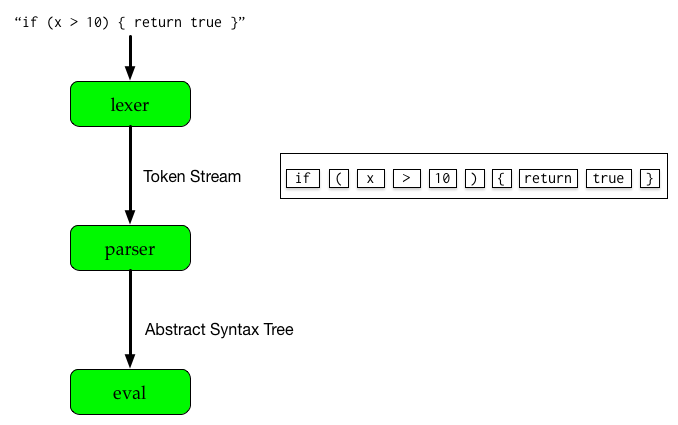 “if (x > 10) { return true }”
lexer
Token Stream
if ( x > 10 ) { return true }
parser
Abstract Syntax Tree
eval